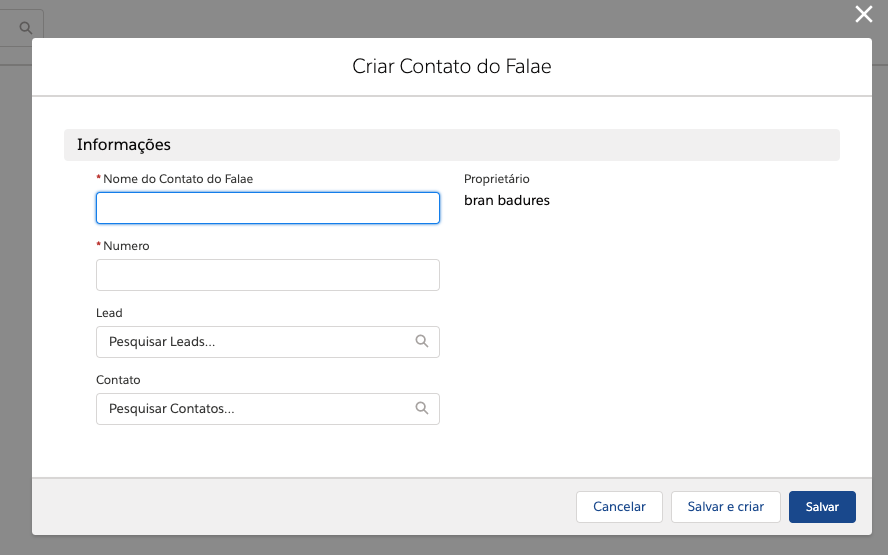 Criar Contato do Falae
Informações
*Nome do Contato do Falae
Proprietário
bran badures
*Numero
Lead
Pesquisar Leads...
Contato
Pesquisar Contatos...
Cancelar
Salvar e criar
Salvar